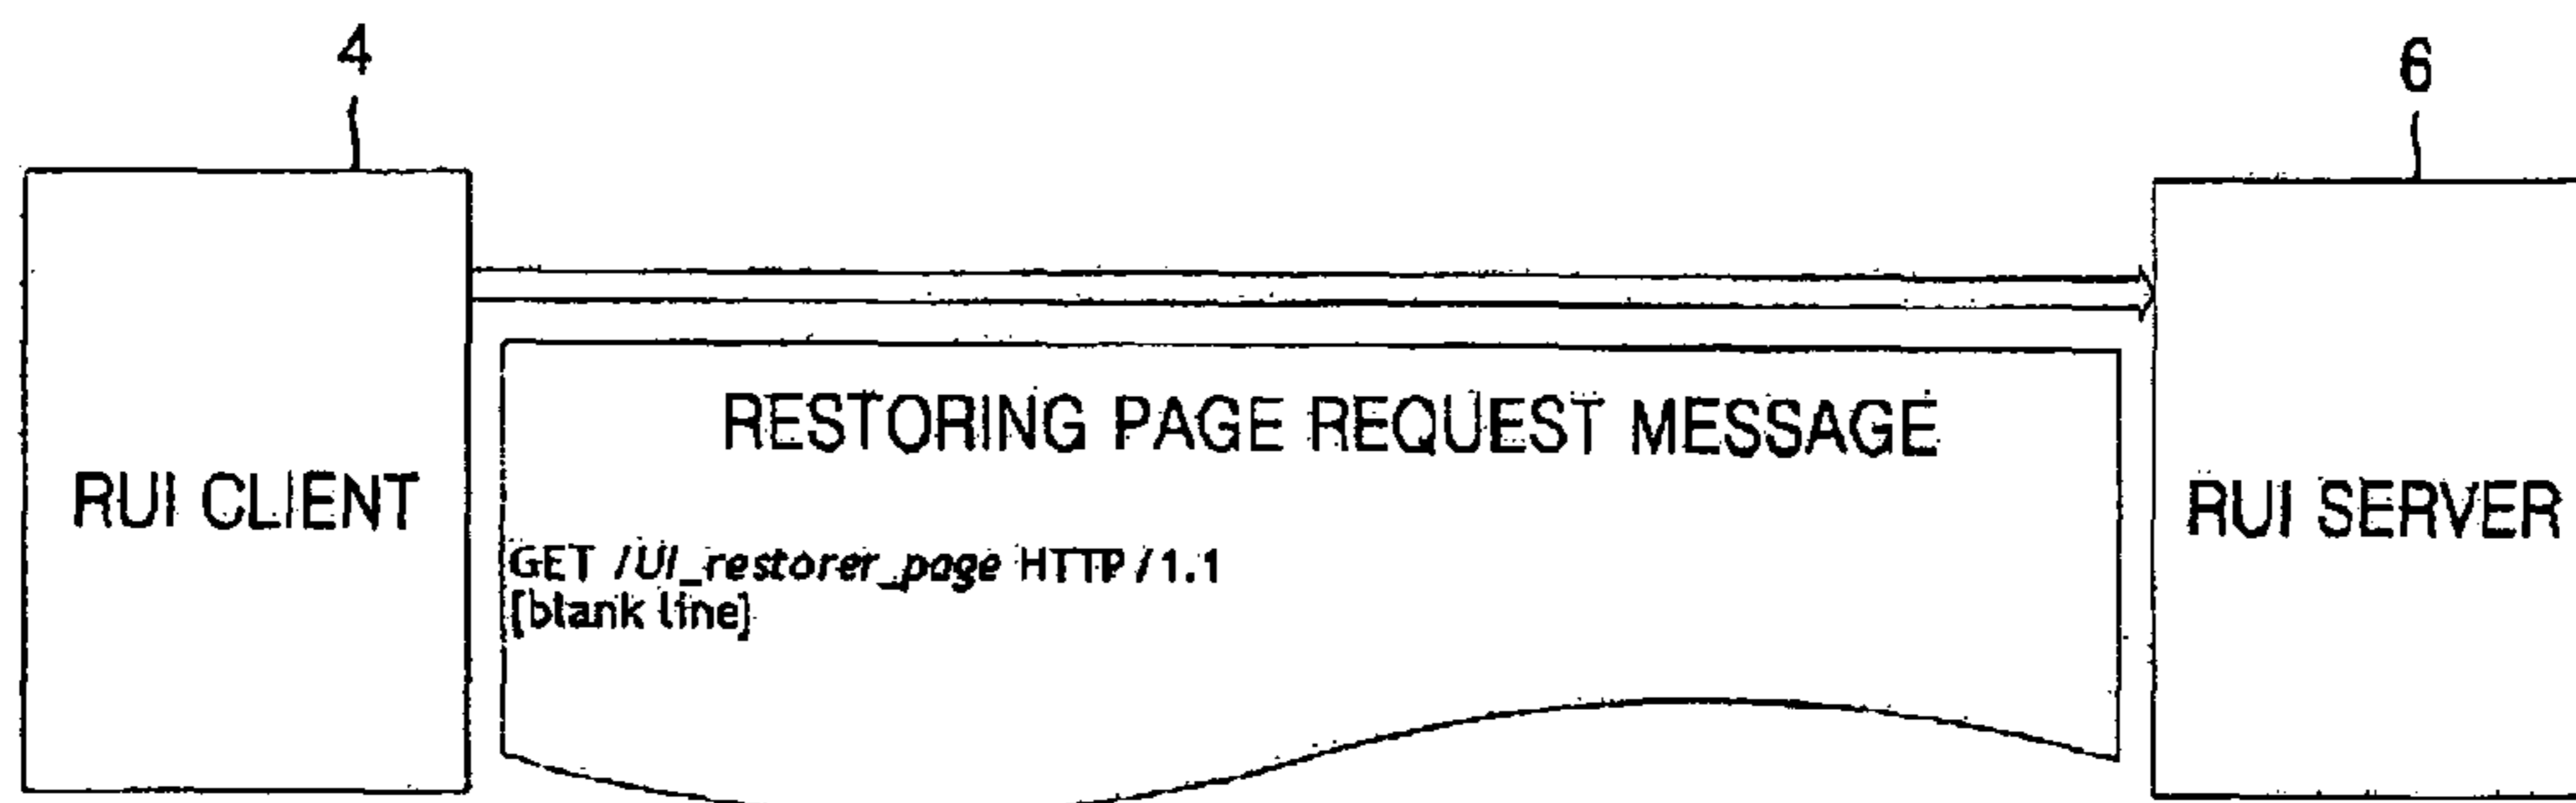 4
6
RESTORING PAGE REQUEST MESSAGE
RUI CLIENT
RUI SERVER
GET /UI_restorer_page HTTP/1.1
[blank line]